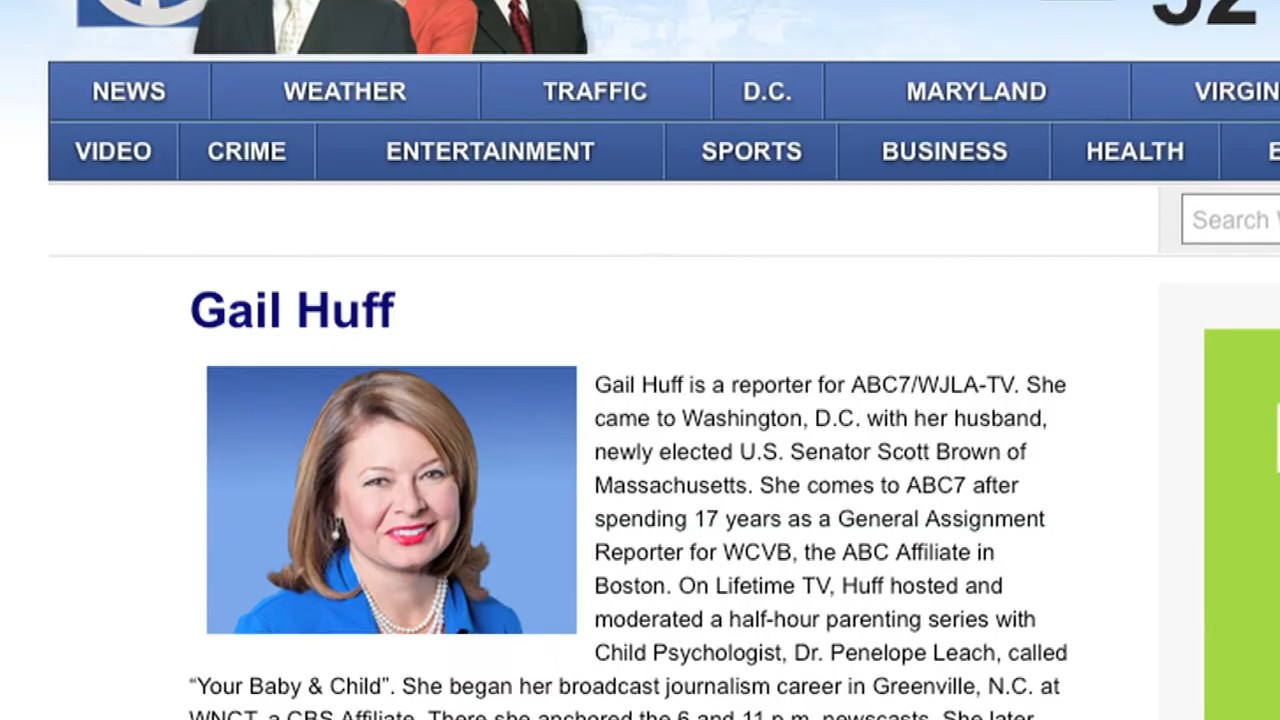 52
NEWS WEATHER TRAFFIC D.C. MARYLAND VIRGIN
VIDEO CRIME ENTERTAINMENT SPORTS BUSINESS HEALTH E
Search
Gail Huff
Gail Huff is a reporter for ABC7/WJLA-TV. She
came to Washington, D.C. with her husband,
newly elected U.S. Senator Scott Brown of
Massachusetts. She comes to ABC7 after
spending 17 years as a General Assignment
Reporter for WCVB, the ABC Affiliate in
Boston. On Lifetime TV, Huff hosted and
moderated a half-hour parenting series with
Child Psychologist, Dr. Penelope Leach, called
“Your Baby & Child”. She began her broadcast journalism career in Greenville, N.C. at
WNCT, a CBS Affiliate. There she anchored the 6 and 11 p.m. newscasts. She later